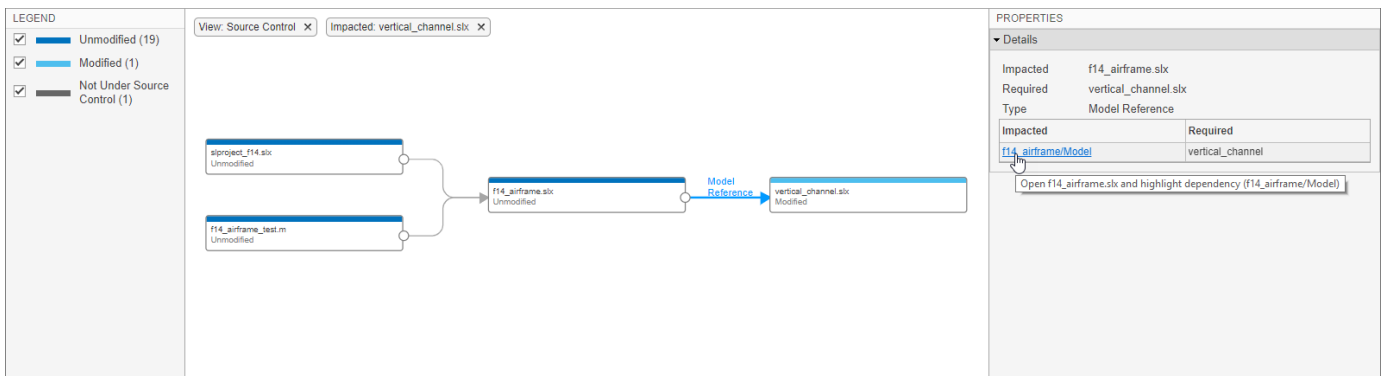 LEGEND
Unmodified (19)
Modified (1)
Not Under Source
Control (1)
View: Source Control X
Impacted: vertical_channel.slx X
slproject_f14.slx
Unmodified
f14_airframe_test.m
Unmodified
f14_airframe.slx
Unmodified
Model
Reference
vertical_channel.slx
Modified
PROPERTIES
Details
Impacted f14_airframe.slx
Required vertical_channel.slx
Type Model Reference
Impacted Required
f14_airframe/Model vertical_channel
Open f14_airframe.slx and highlight dependency (f14_airframe/Model)